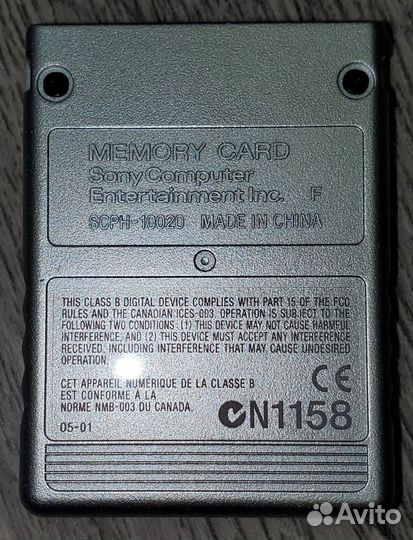 MEMORY CARD
Sony Computer
Entertainment Inc. F
SCPH-10020 MADE IN CHINA
THIS CLASS B DIGITAL DEVICE COMPLIES WITH PART 15 OF THE FCC
RULES AND THE CANADIAN ICES-003. OPERATION IS SUBJECT TO THE
FOLLOWING TWO CONDITIONS: (1) THIS DEVICE MAY NOT CAUSE HARMFUL
INTERFERENCE, AND (2) THIS DEVICE MUST ACCEPT ANY INTERFERENCE
RECEIVED, INCLUDING INTERFERENCE THAT MAY CAUSE UNDESIRED
OPERATION.
CET APPAREIL NUMÉRIQUE DE LA CLASSE B
EST CONFORME À LA
NORME NMB-003 DU CANADA.
CE
N1158
05-01
Avito